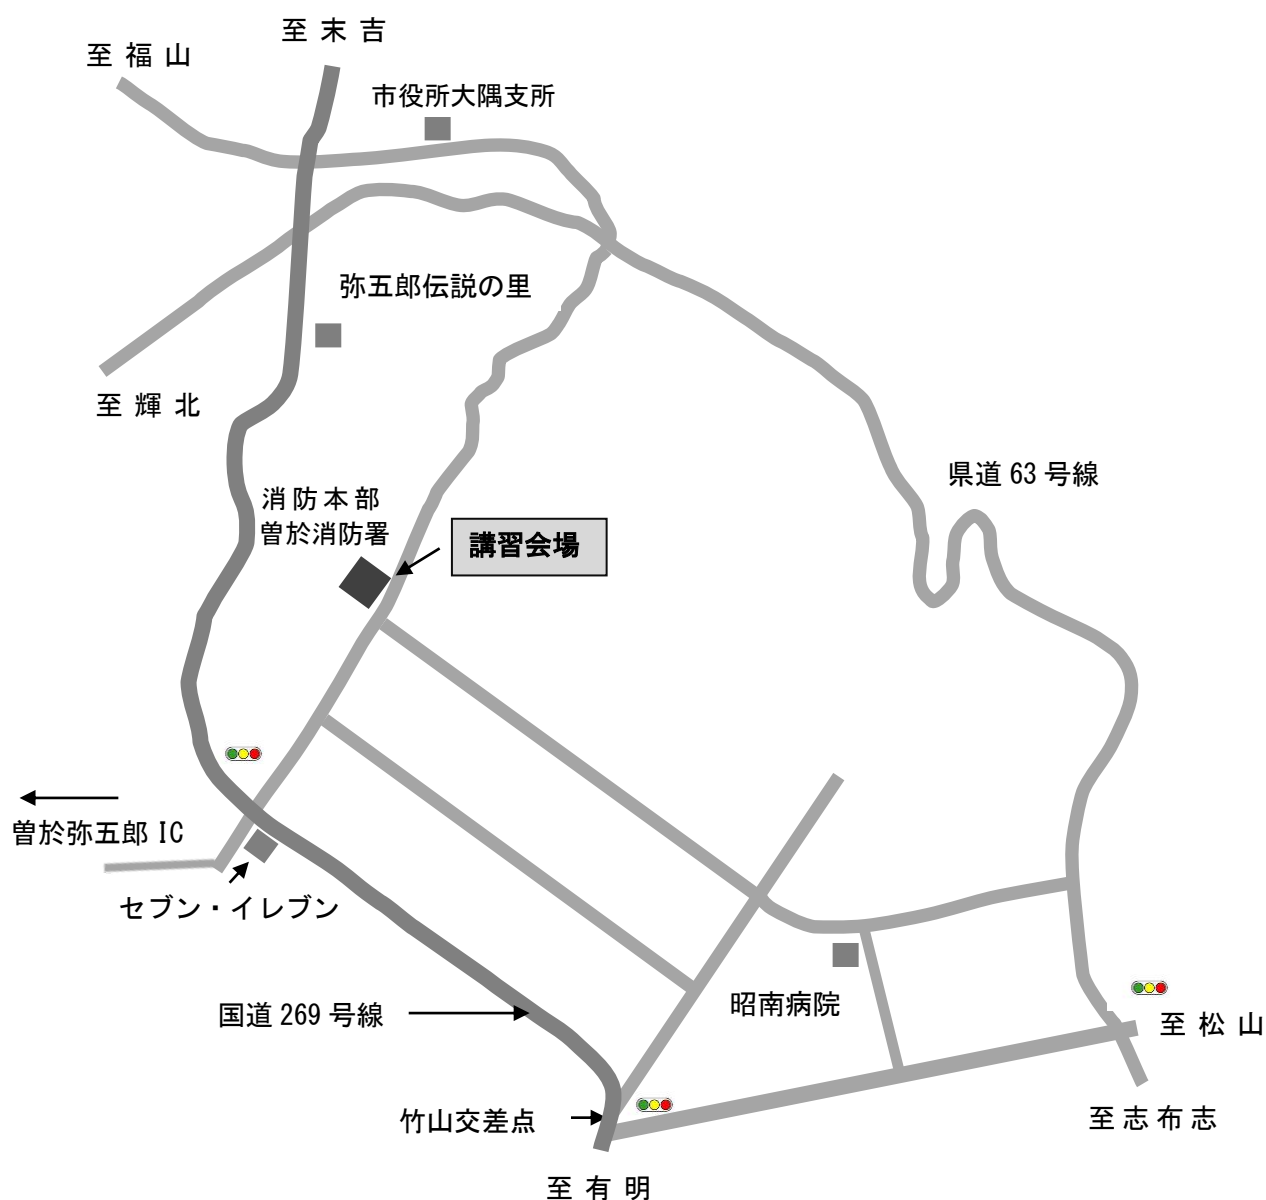 至 末 吉
至 福 山
市役所大隅支所
弥五郎伝説の里
至 輝 北
県道 63 号線
消防本部
曽於消防署
講習会場
曽於弥五郎 IC
セブン・イレブン
国道 269 号線
昭南病院
至 松 山
竹山交差点
至 志 布 志
至 有 明